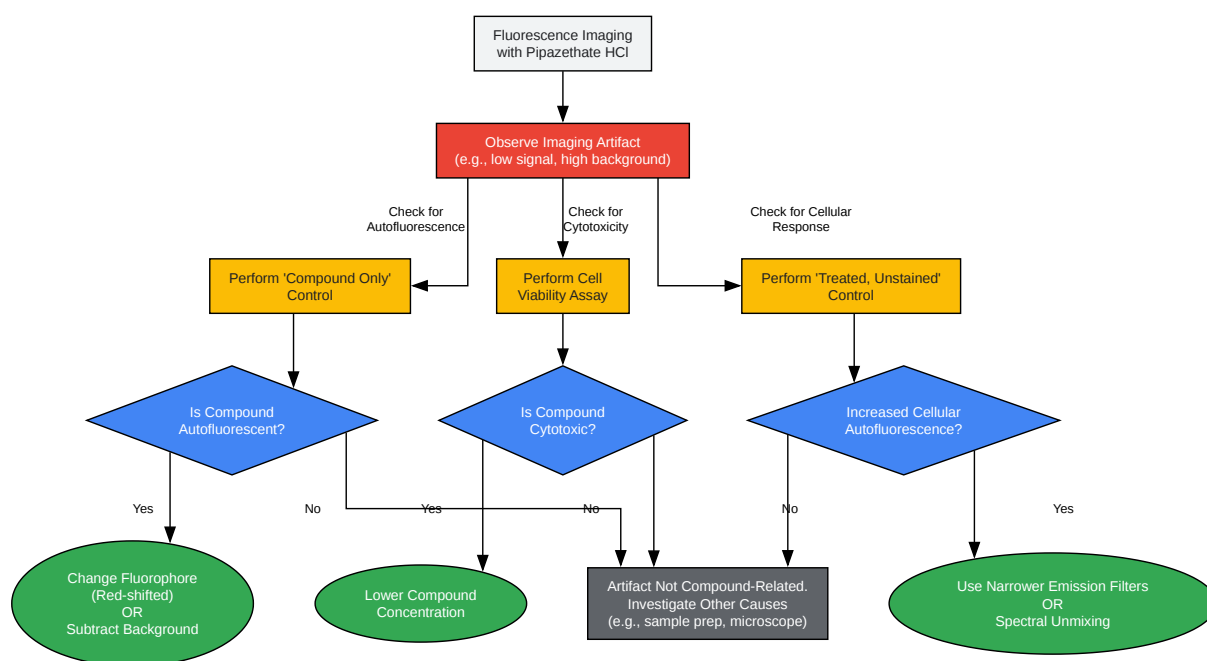 Fluorescence Imaging
with Pipazethate HCl
Observe Imaging Artifact
(e.g., low signal, high background)
Check for
Autofluorescence
Check for
Cytotoxicity
Check for Cellular
Response
Perform 'Compound Only'
Control
Perform Cell
Viability Assay
Perform 'Treated, Unstained'
Control
Is Compound
Autofluorescent?
Is Compound
Cytotoxic?
Increased Cellular
Autofluorescence?
Yes
No
Yes
No
No
Yes
Change Fluorophore
(Red-shifted)
OR
Subtract Background
Lower Compound
Concentration
Artifact Not Compound-Related.
Investigate Other Causes
(e.g., sample prep, microscope)
Use Narrower Emission Filters
OR
Spectral Unmixing